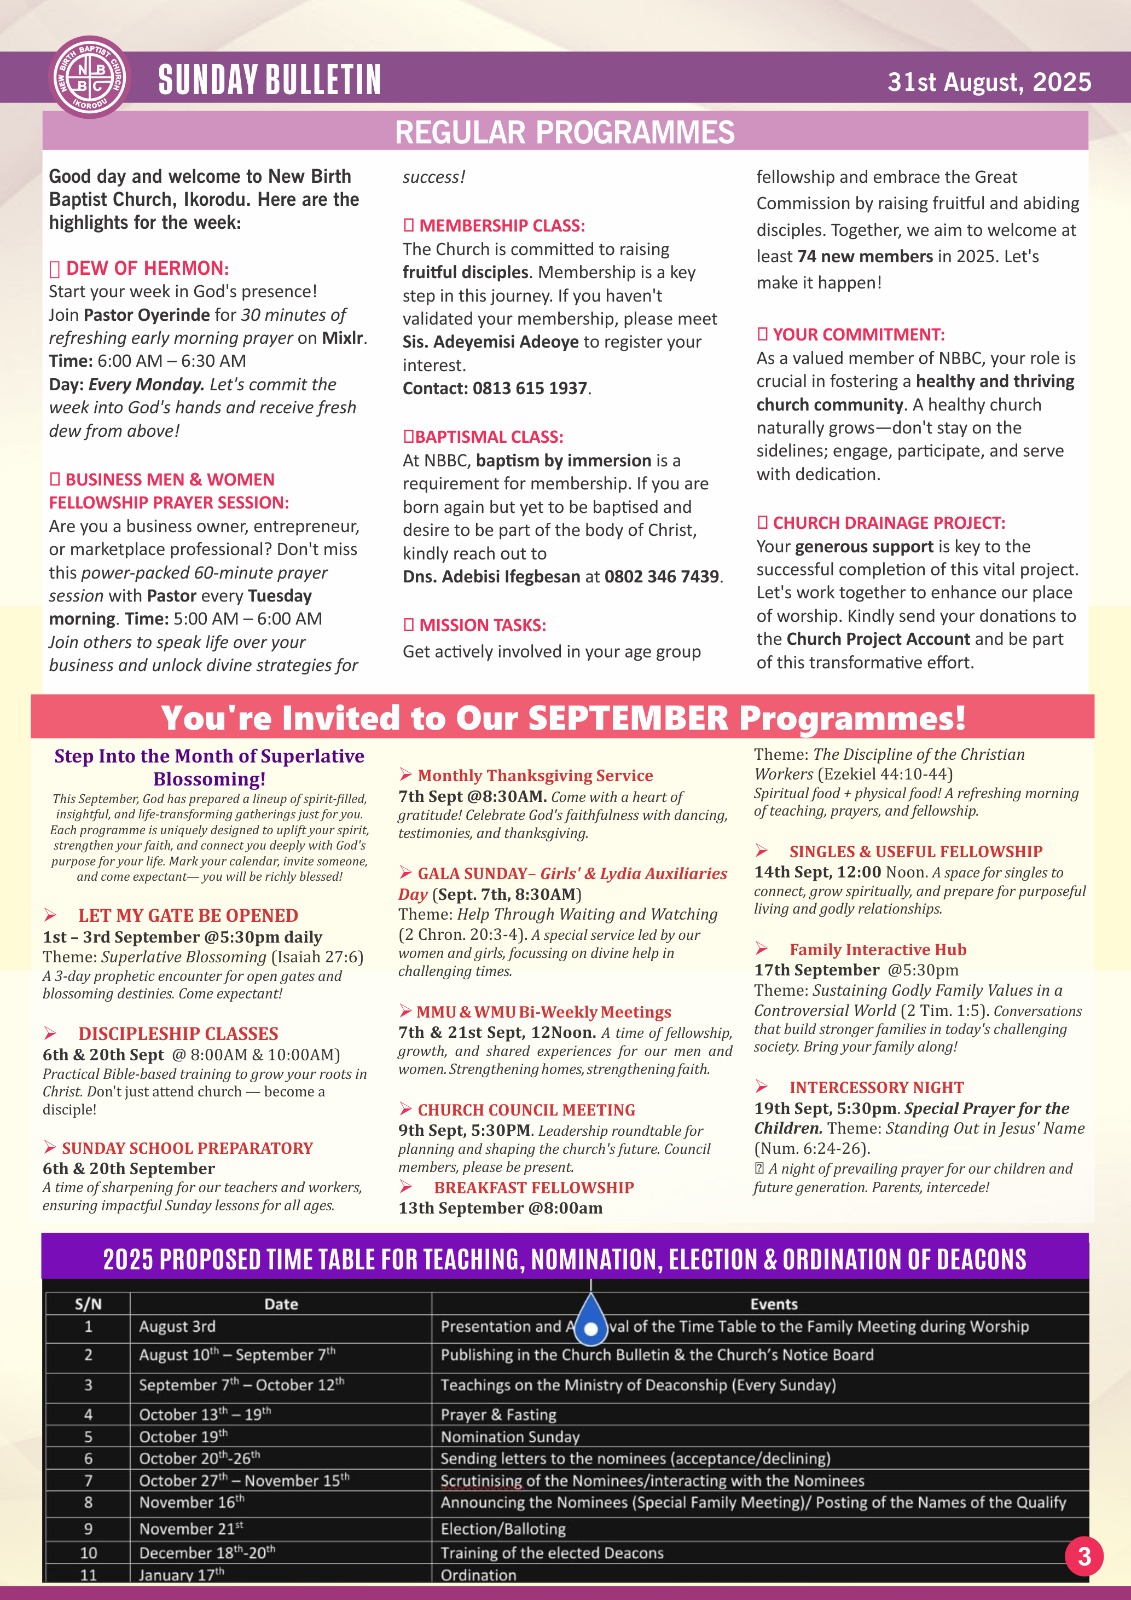 NEW BIRTH BAPTIST CHURCH
N B
B C
IKORODU
SUNDAY BULLETIN
31st August, 2025
REGULAR PROGRAMMES
Good day and welcome to New Birth
Baptist Church, Ikorodu. Here are the
highlights for the week:
DEW OF HERMON:
Start your week in God's presence!
Join Pastor Oyerinde for 30 minutes of
refreshing early morning prayer on Mixlr.
Time: 6:00 AM – 6:30 AM
Day: Every Monday. Let's commit the
week into God's hands and receive fresh
dew from above!
BUSINESS MEN & WOMEN
FELLOWSHIP PRAYER SESSION:
Are you a business owner, entrepreneur,
or marketplace professional? Don't miss
this power-packed 60-minute prayer
session with Pastor every Tuesday
morning. Time: 5:00 AM – 6:00 AM
Join others to speak life over your
business and unlock divine strategies for
success!
MEMBERSHIP CLASS:
The Church is committed to raising
fruitful disciples. Membership is a key
step in this journey. If you haven't
validated your membership, please meet
Sis. Adeyemisi Adeoye to register your
interest.
Contact: 0813 615 1937.
BAPTISMAL CLASS:
At NBBC, baptism by immersion is a
requirement for membership. If you are
born again but yet to be baptised and
desire to be part of the body of Christ,
kindly reach out to
Dns. Adebisi Ifegbesan at 0802 346 7439.
MISSION TASKS:
Get actively involved in your age group
fellowship and embrace the Great
Commission by raising fruitful and abiding
disciples. Together, we aim to welcome at
least 74 new members in 2025. Let's
make it happen!
YOUR COMMITMENT:
As a valued member of NBBC, your role is
crucial in fostering a healthy and thriving
church community. A healthy church
naturally grows—don't stay on the
sidelines; engage, participate, and serve
with dedication.
CHURCH DRAINAGE PROJECT:
Your generous support is key to the
successful completion of this vital project.
Let's work together to enhance our place
of worship. Kindly send your donations to
the Church Project Account and be part
of this transformative effort.
You're Invited to Our SEPTEMBER Programmes!
Step Into the Month of Superlative
Blossoming!
This September, God has prepared a lineup of spirit-filled,
insightful, and life-transforming gatherings just for you.
Each programme is uniquely designed to uplift your spirit,
strengthen your faith, and connect you deeply with God's
purpose for your life. Mark your calendar, invite someone,
and come expectant— you will be richly blessed!
➢ LET MY GATE BE OPENED
1st – 3rd September @5:30pm daily
Theme: Superlative Blossoming (Isaiah 27:6)
A 3-day prophetic encounter for open gates and
blossoming destinies. Come expectant!
➢ DISCIPLESHIP CLASSES
6th & 20th Sept @ 8:00AM & 10:00AM)
Practical Bible-based training to grow your roots in
Christ. Don't just attend church — become a
disciple!
➢ SUNDAY SCHOOL PREPARATORY
6th & 20th September
A time of sharpening for our teachers and workers,
ensuring impactful Sunday lessons for all ages.
➢ Monthly Thanksgiving Service
7th Sept @8:30AM. Come with a heart of
gratitude! Celebrate God's faithfulness with dancing,
testimonies, and thanksgiving.
➢ GALA SUNDAY– Girls' & Lydia Auxiliaries
Day (Sept. 7th, 8:30AM)
Theme: Help Through Waiting and Watching
(2 Chron. 20:3-4). A special service led by our
women and girls, focussing on divine help in
challenging times.
➢ MMU & WMU Bi-Weekly Meetings
7th & 21st Sept, 12Noon. A time of fellowship,
growth, and shared experiences for our men and
women. Strengthening homes, strengthening faith.
➢ CHURCH COUNCIL MEETING
9th Sept, 5:30PM. Leadership roundtable for
planning and shaping the church's future. Council
members, please be present.
➢ BREAKFAST FELLOWSHIP
13th September @8:00am
Theme: The Discipline of the Christian
Workers (Ezekiel 44:10-44)
Spiritual food + physical food! A refreshing morning
of teaching, prayers, and fellowship.
➢ SINGLES & USEFUL FELLOWSHIP
14th Sept, 12:00 Noon. A space for singles to
connect, grow spiritually, and prepare for purposeful
living and godly relationships.
➢ Family Interactive Hub
17th September @5:30pm
Theme: Sustaining Godly Family Values in a
Controversial World (2 Tim. 1:5). Conversations
that build stronger families in today's challenging
society. Bring your family along!
➢ INTERCESSORY NIGHT
19th Sept, 5:30pm. Special Prayer for the
Children. Theme: Standing Out in Jesus' Name
(Num. 6:24-26).
A night of prevailing prayer for our children and
future generation. Parents, intercede!
2025 PROPOSED TIME TABLE FOR TEACHING, NOMINATION, ELECTION & ORDINATION OF DEACONS
S/N Date Events
1 August 3rd Presentation and of the Time Table to the Family Meeting during Worship
2 August 10th – September 7th Publishing in the Church Bulletin & the Church's Notice Board
3 September 7th – October 12th Teachings on the Ministry of Deaconship (Every Sunday)
4 October 13th – 19th Prayer & Fasting
5 October 19th Nomination Sunday
6 October 20th-26th Sending letters to the nominees (acceptance/declining)
7 October 27th – November 15th Scrutinising of the Nominees/interacting with the Nominees
8 November 16th Announcing the Nominees (Special Family Meeting)/ Posting of the Names of the Qualify
9 November 21st Election/Balloting
10 December 18th-20th Training of the elected Deacons
11 January 17th Ordination
3